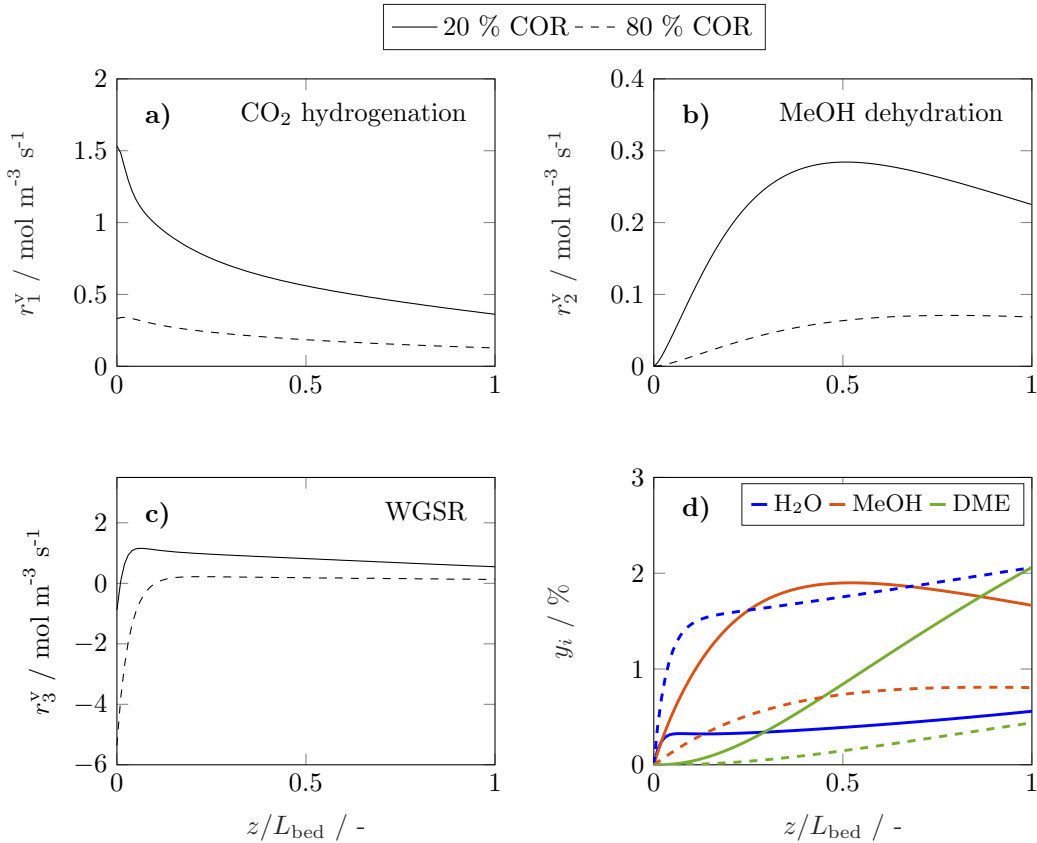 20 % COR 80 % COR
a) CO₂ hydrogenation
r₁ᵛ / mol m⁻³ s⁻¹
2
1.5
1
0.5
0
0 0.5 1
b) MeOH dehydration
r₂ᵛ / mol m⁻³ s⁻¹
0.4
0.3
0.2
0.1
0
0 0.5 1
c) WGSR
r₃ᵛ / mol m⁻³ s⁻¹
2
0
−2
−4
−6
0 0.5 1
z/L_bed / -
d) H₂O MeOH DME
y_i / %
3
2
1
0
0 0.5 1
z/L_bed / -